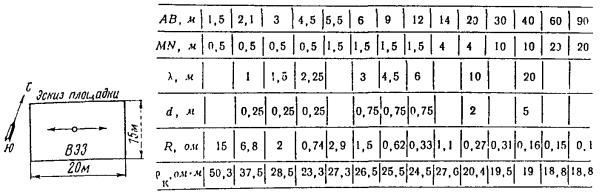 AB, м 1,5 2,1 3 4,5 5,5 6 9 12 14 20 30 40 60 90
MN, м 0,5 0,5 0,5 0,5 1,5 1,5 1,5 1,5 4 4 10 10 20 20
λ, м 1 1,5 2,25 3 4,5 6 10 20
d, м 0,25 0,25 0,25 0,75 0,75 0,75 2 5
R, ом 15 6,8 2 0,74 2,9 1,5 0,62 0,33 1,1 0,27 0,31 0,16 0,15 0,1
ρк, ом·м 50,3 37,5 28,5 23,3 27,3 26,5 25,5 24,5 27,6 20,4 19,5 19 18,8 18,8
С
Эскиз площадки
Ю
ВЭЗ
15м
20м